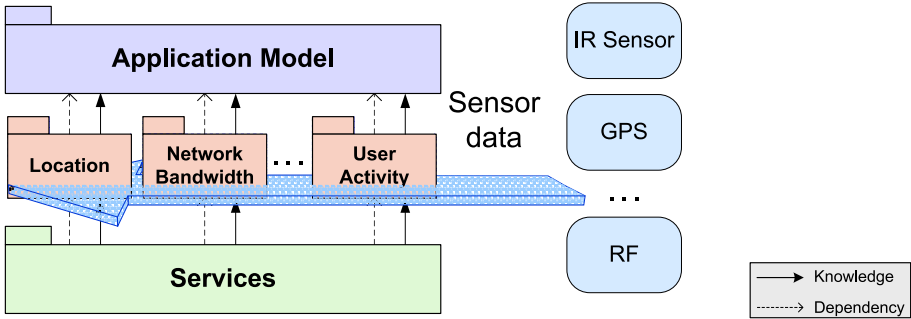 Application Model
IR Sensor
Sensor
data
GPS
Location
Network
Bandwidth
...
User
Activity
...
RF
Services
Knowledge
Dependency